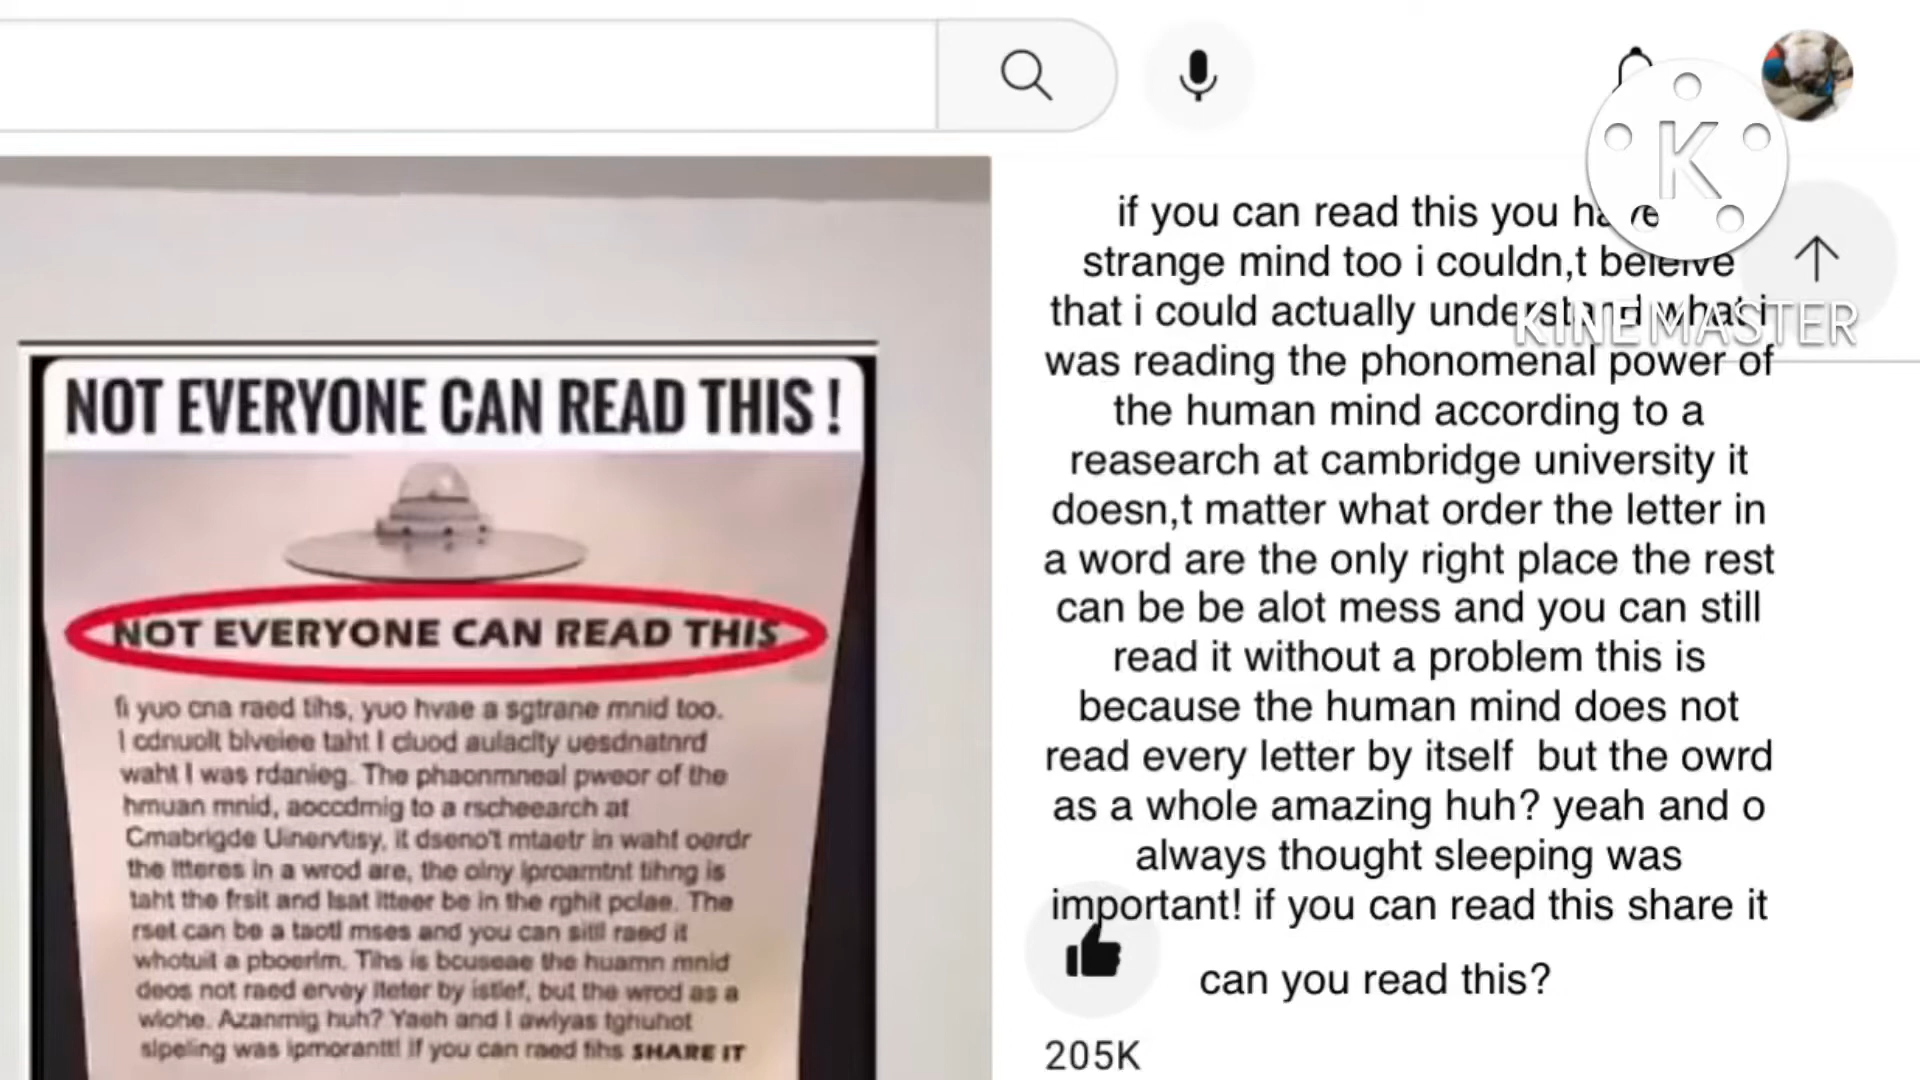 NOT EVERYONE CAN READ THIS !
NOT EVERYONE CAN READ THIS
fi yuo cna raed tihs, yuo hvae a sgtrane mnid too.
I cdnuolt blveiee taht I cluod aulaclty uesdnatnrd
waht I was rdanieg. The phaonmneal pweor of the
hmuan mnid, aoccdrnig to a rscheearch at
Cmabrigde Uinervtisy, it dseno't mtaetr in waht oerdr
the ltteres in a wrod are, the olny iproamtnt tihng is
taht the frsit and lsat ltteer be in the rghit pclae. The
rset can be a taotl mses and you can sitll raed it
whotuit a pboerlm. Tihs is bcuseae the huamn mnid
deos not raed ervey lteter by istlef, but the wrod as a
wlohe. Azanmig huh? Yaeh and I awlyas tghuhot
slpeling was ipmorantt! If you can raed tihs SHARE IT
if you can read this you have
strange mind too i couldn,t beleive
that i could actually understand what i
was reading the phonomenal power of
the human mind according to a
reasearch at cambridge university it
doesn,t matter what order the letter in
a word are the only right place the rest
can be be alot mess and you can still
read it without a problem this is
because the human mind does not
read every letter by itself but the owrd
as a whole amazing huh? yeah and o
always thought sleeping was
important! if you can read this share it
can you read this?
205K
K
KINEMASTER